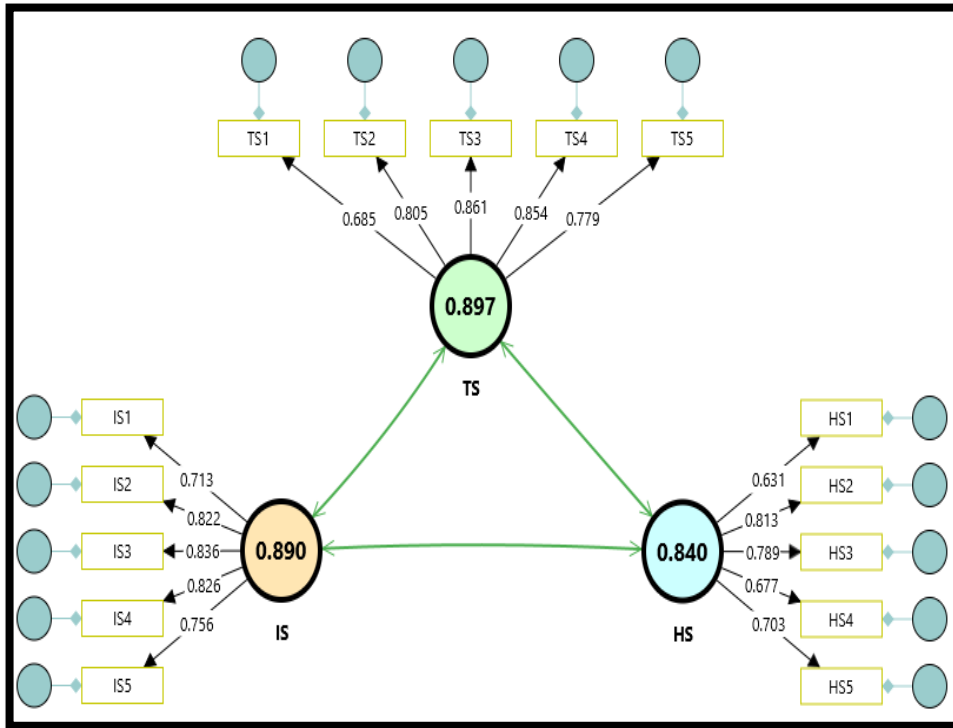 TS1 TS2 TS3 TS4 TS5
0.685 0.805 0.861 0.854 0.779
0.897
TS
IS1
IS2
IS3
IS4
IS5
0.713
0.822
0.836
0.826
0.756
0.890
IS
HS1
HS2
HS3
HS4
HS5
0.631
0.813
0.789
0.677
0.703
0.840
HS